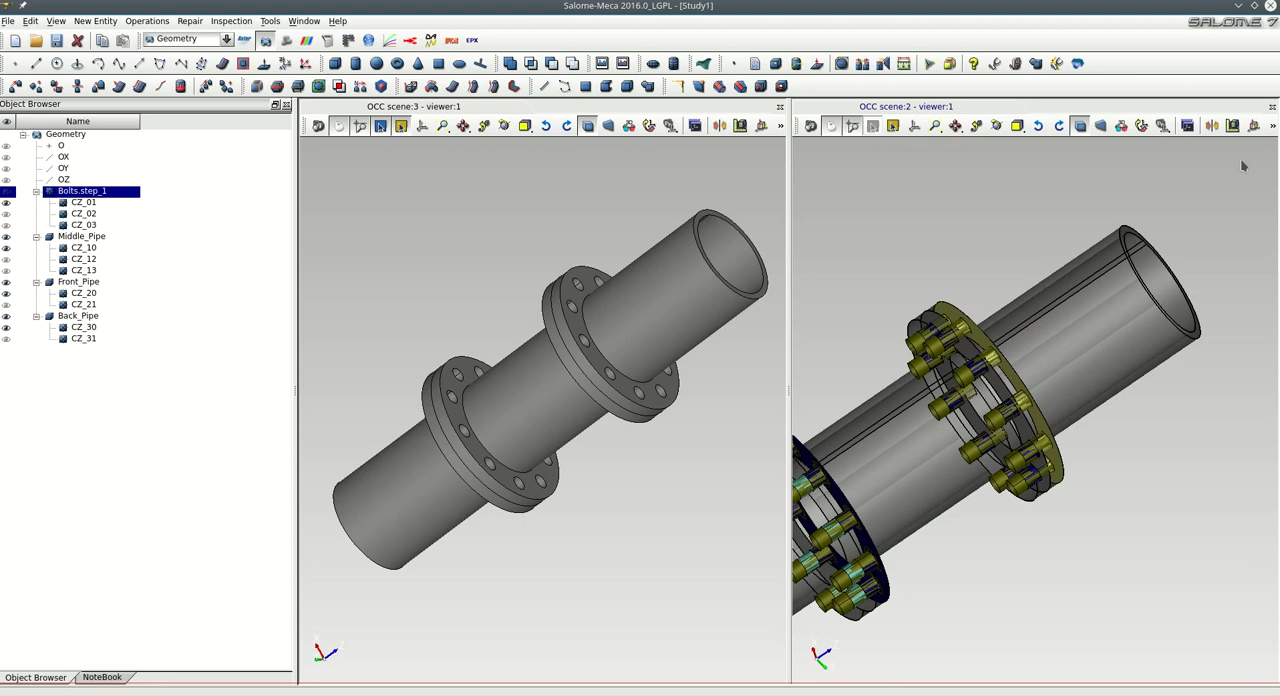 Salome-Meca 2016.0_LGPL - [Study1]
File Edit View New Entity Operations Repair Inspection Tools Window Help
SALOME 7
Geometry
Aster
EPX
Object Browser
OCC scene:3 - viewer:1
OCC scene:2 - viewer:1
Name
Geometry
O
OX
OY
OZ
Bolts.step_1
CZ_01
CZ_02
CZ_03
Middle_Pipe
CZ_10
CZ_12
CZ_13
Front_Pipe
CZ_20
CZ_21
Back_Pipe
CZ_30
CZ_31
Object Browser NoteBook